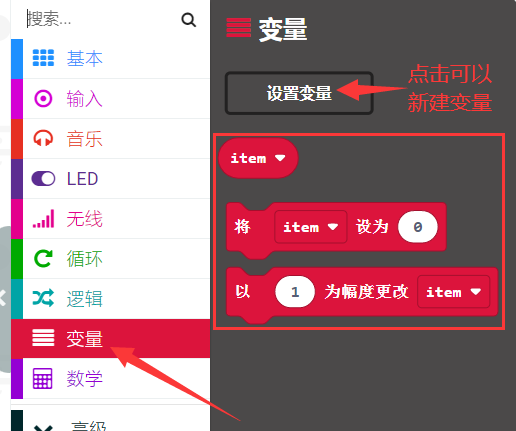 搜索...
基本
输入
音乐
LED
无线
循环
逻辑
变量
数学
高级
变量
设置变量
点击可以
新建变量
item
将 item 设为 0
以 1 为幅度更改 item